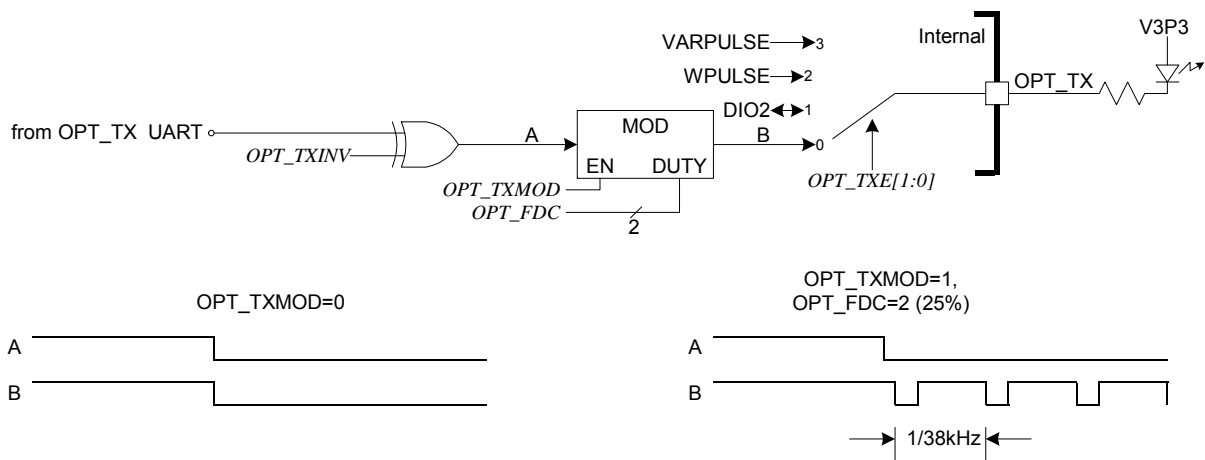 VARPULSE 3
Internal
V3P3
WPULSE 2
OPT_TX
DIO2 1
from OPT_TX UART
A
MOD
B
0
OPT_TXINV
EN DUTY
OPT_TXMOD
OPT_TXE[1:0]
OPT_FDC
2
OPT_TXMOD=0
OPT_TXMOD=1,
OPT_FDC=2 (25%)
A
B
A
B
1/38kHz